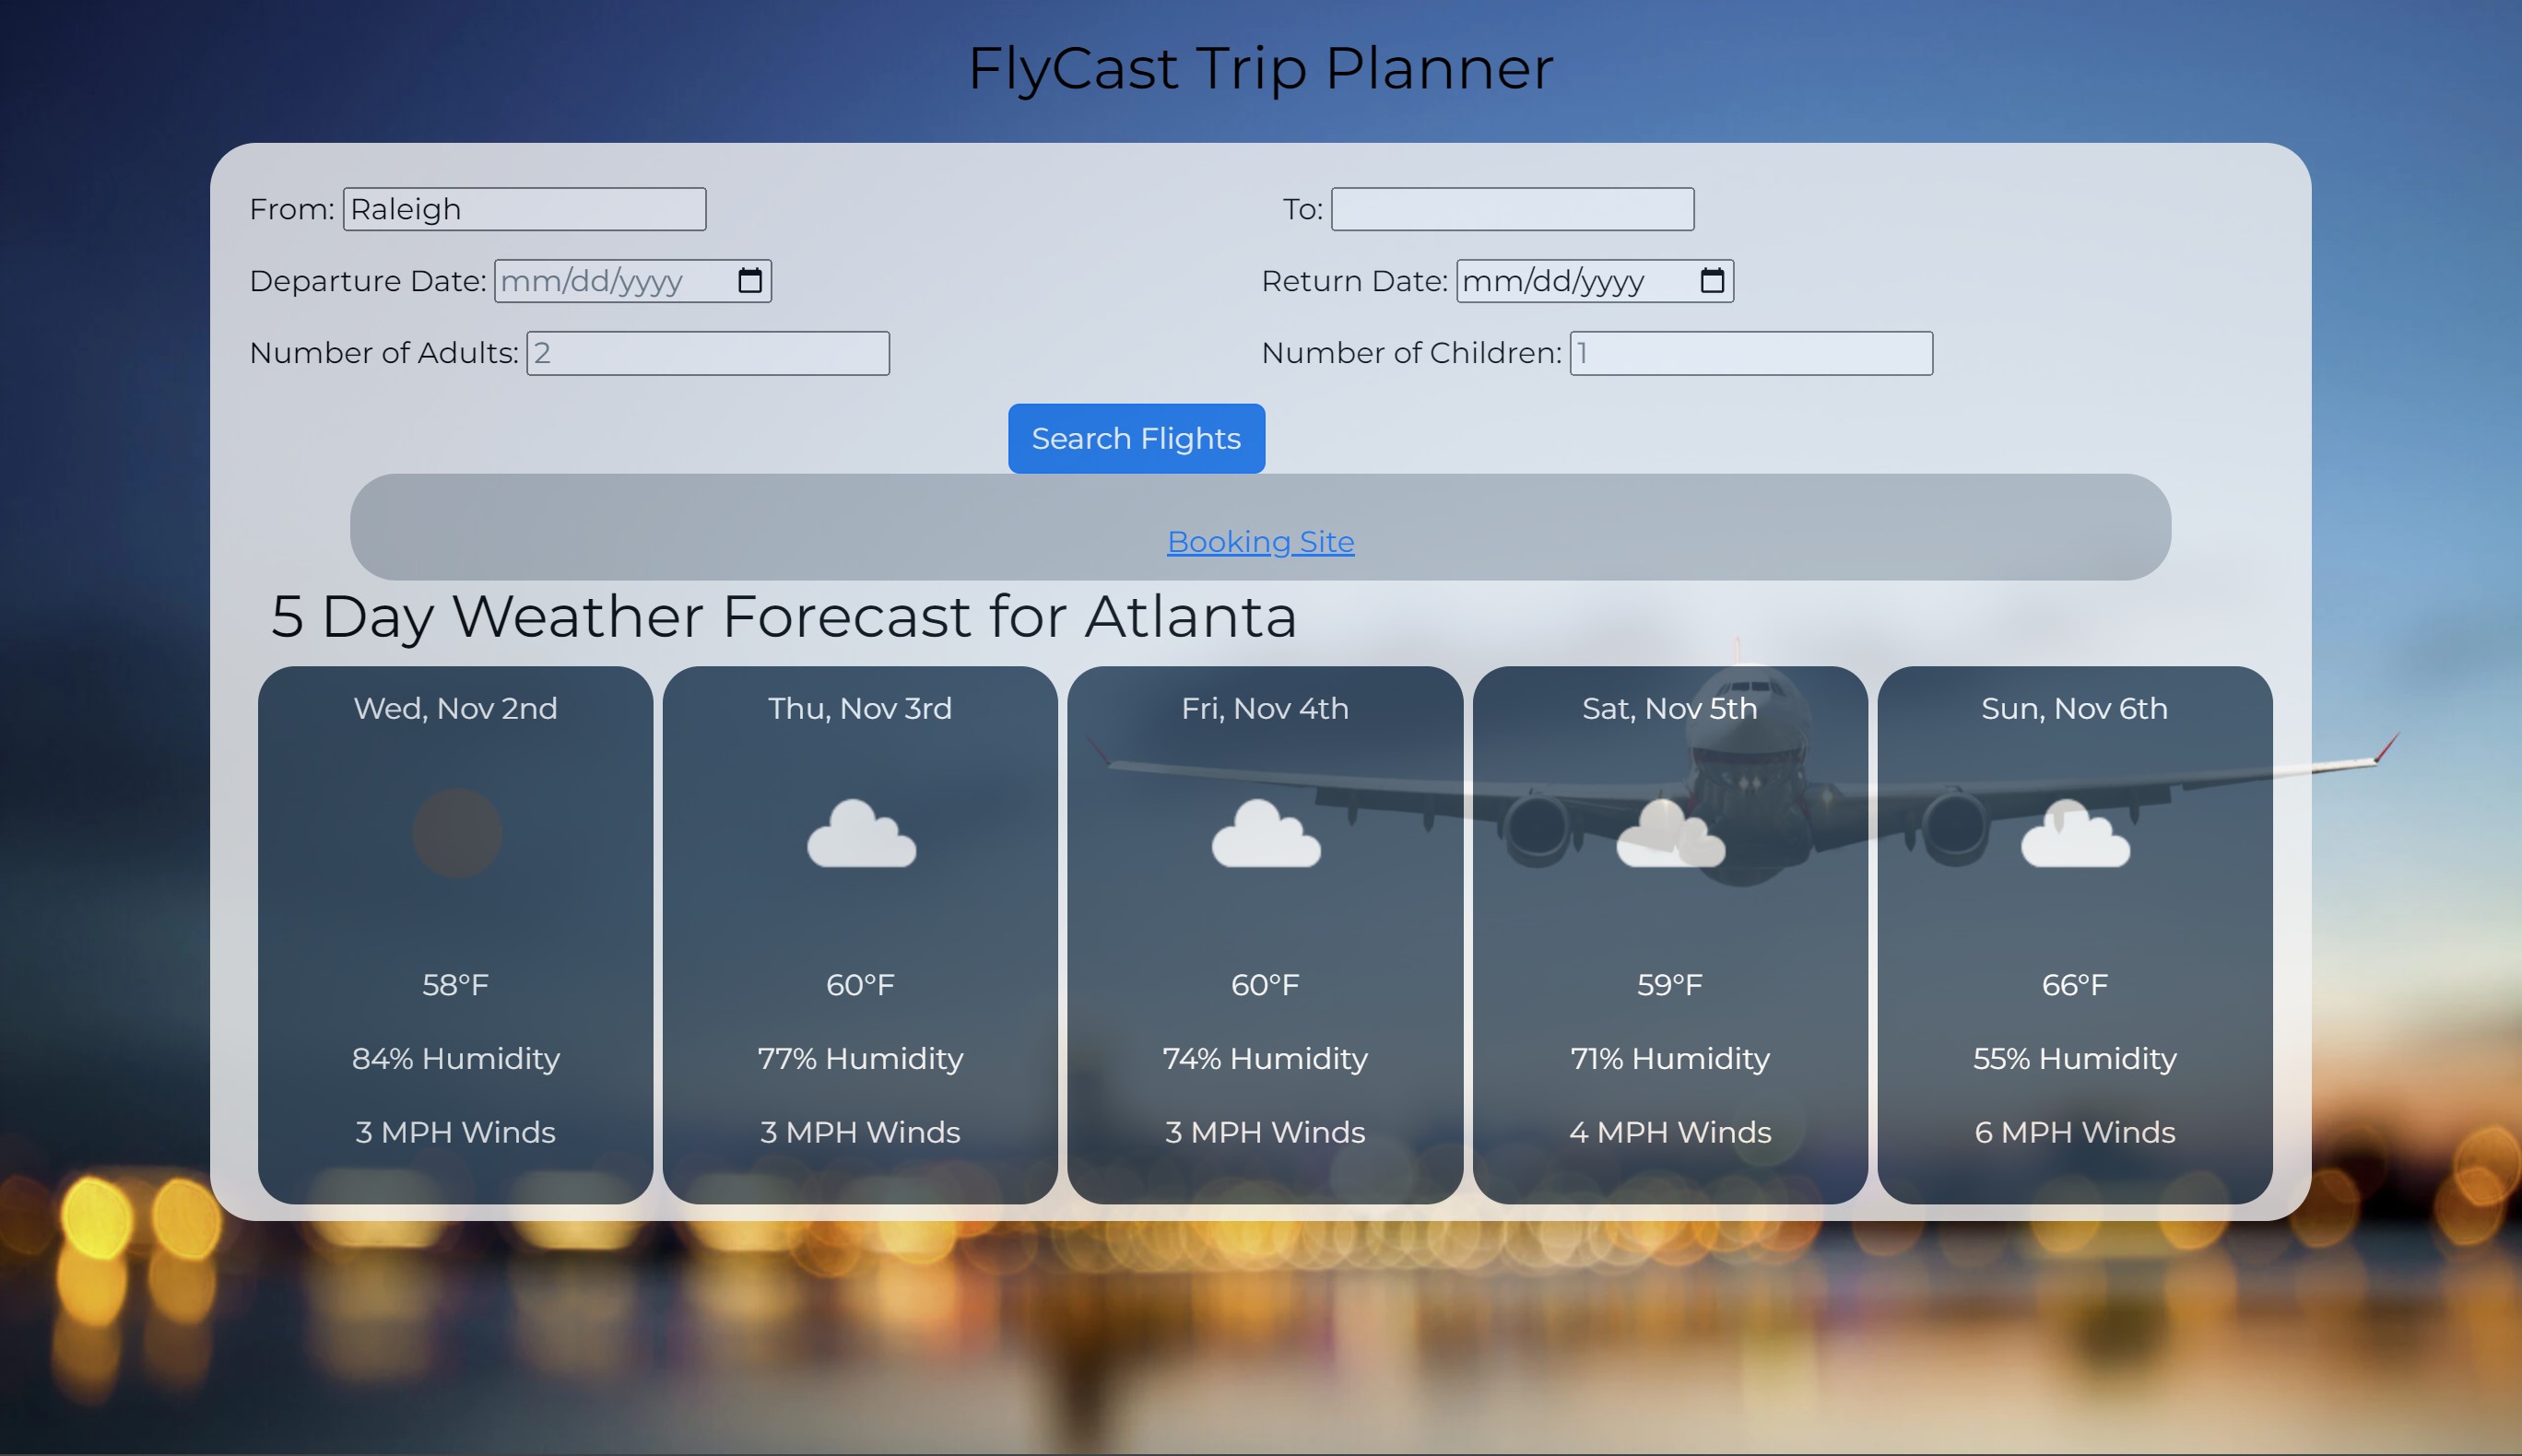 FlyCast Trip Planner
From: Raleigh
To:
Departure Date: mm/dd/yyyy
Return Date: mm/dd/yyyy
Number of Adults: 2
Number of Children: 1
Search Flights
Booking Site
5 Day Weather Forecast for Atlanta
Wed, Nov 2nd
58°F
84% Humidity
3 MPH Winds
Thu, Nov 3rd
60°F
77% Humidity
3 MPH Winds
Fri, Nov 4th
60°F
74% Humidity
3 MPH Winds
Sat, Nov 5th
59°F
71% Humidity
4 MPH Winds
Sun, Nov 6th
66°F
55% Humidity
6 MPH Winds